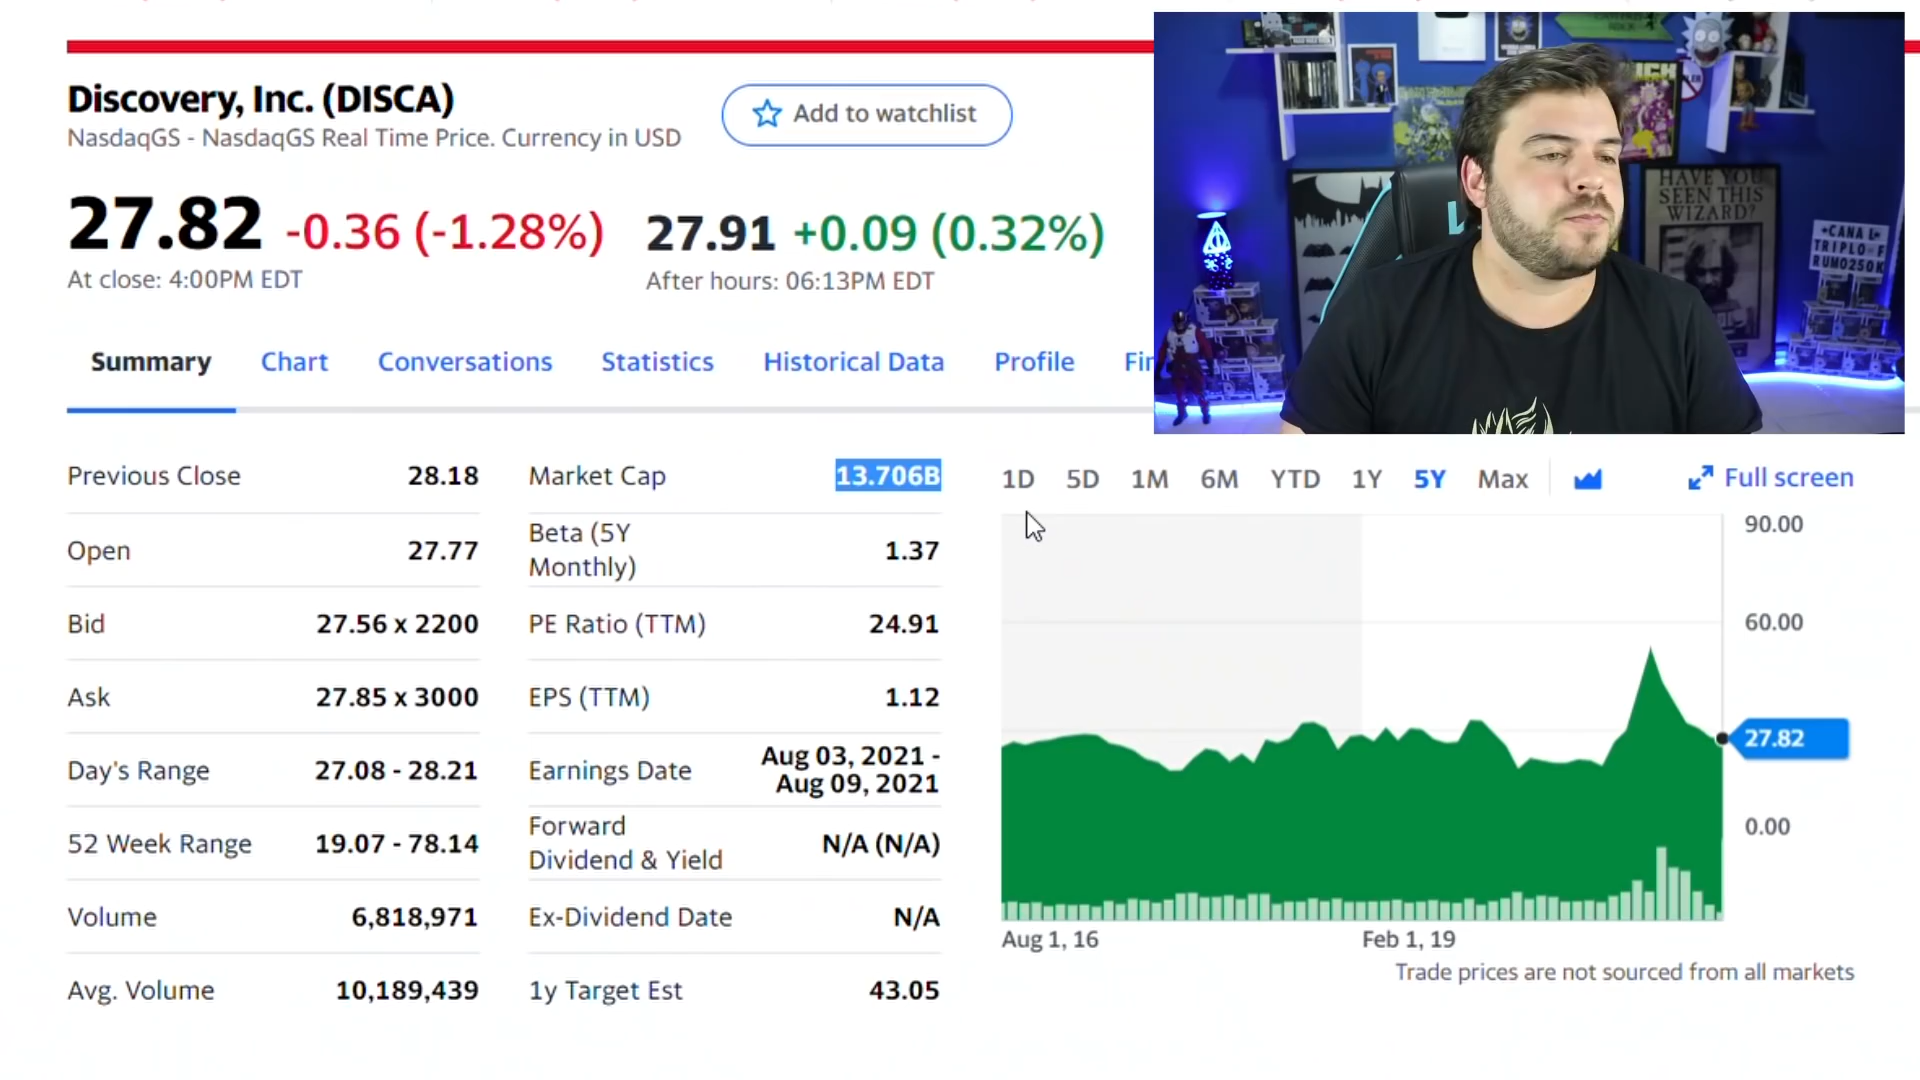 Discovery, Inc. (DISCA)
NasdaqGS - NasdaqGS Real Time Price. Currency in USD
Add to watchlist
27.82 -0.36 (-1.28%)
At close: 4:00PM EDT
27.91 +0.09 (0.32%)
After hours: 06:13PM EDT
HAVE YOU
SEEN THIS
WIZARD?
CANAL
TRIPLO F
RUMO250K
Summary Chart Conversations Statistics Historical Data Profile
Previous Close 28.18
Open 27.77
Bid 27.56 x 2200
Ask 27.85 x 3000
Day's Range 27.08 - 28.21
52 Week Range 19.07 - 78.14
Volume 6,818,971
Avg. Volume 10,189,439
Market Cap 13.706B
Beta (5Y
Monthly) 1.37
PE Ratio (TTM) 24.91
EPS (TTM) 1.12
Earnings Date Aug 03, 2021 -
Aug 09, 2021
Forward
Dividend & Yield N/A (N/A)
Ex-Dividend Date N/A
1y Target Est 43.05
1D 5D 1M 6M YTD 1Y 5Y Max Full screen
90.00
60.00
27.82
0.00
Aug 1, 16 Feb 1, 19
Trade prices are not sourced from all markets